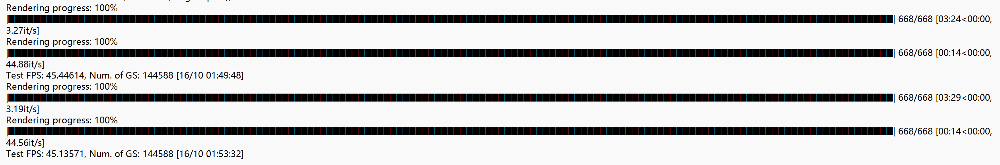 Rendering progress: 100%
| 668/668 [03:24<00:00,
3.27it/s]
Rendering progress: 100%
| 668/668 [00:14<00:00,
44.88it/s]
Test FPS: 45.44614, Num. of GS: 144588 [16/10 01:49:48]
Rendering progress: 100%
| 668/668 [03:29<00:00,
3.19it/s]
Rendering progress: 100%
| 668/668 [00:14<00:00,
44.56it/s]
Test FPS: 45.13571, Num. of GS: 144588 [16/10 01:53:32]